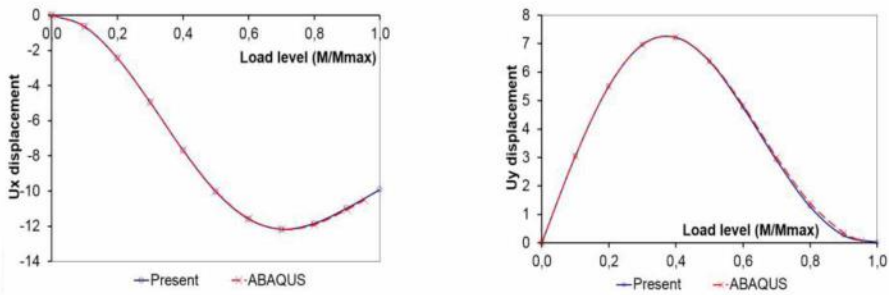 0
0,0 0,2 0,4 0,6 0,8 1,0
Load level (M/Mmax)
-2
-4
-6
-8
-10
-12
-14
Ux displacement
Present ABAQUS
8
7
6
5
4
3
2
1
0
Uy displacement
Load level (M/Mmax)
0,0 0,2 0,4 0,6 0,8 1,0
Present ABAQUS